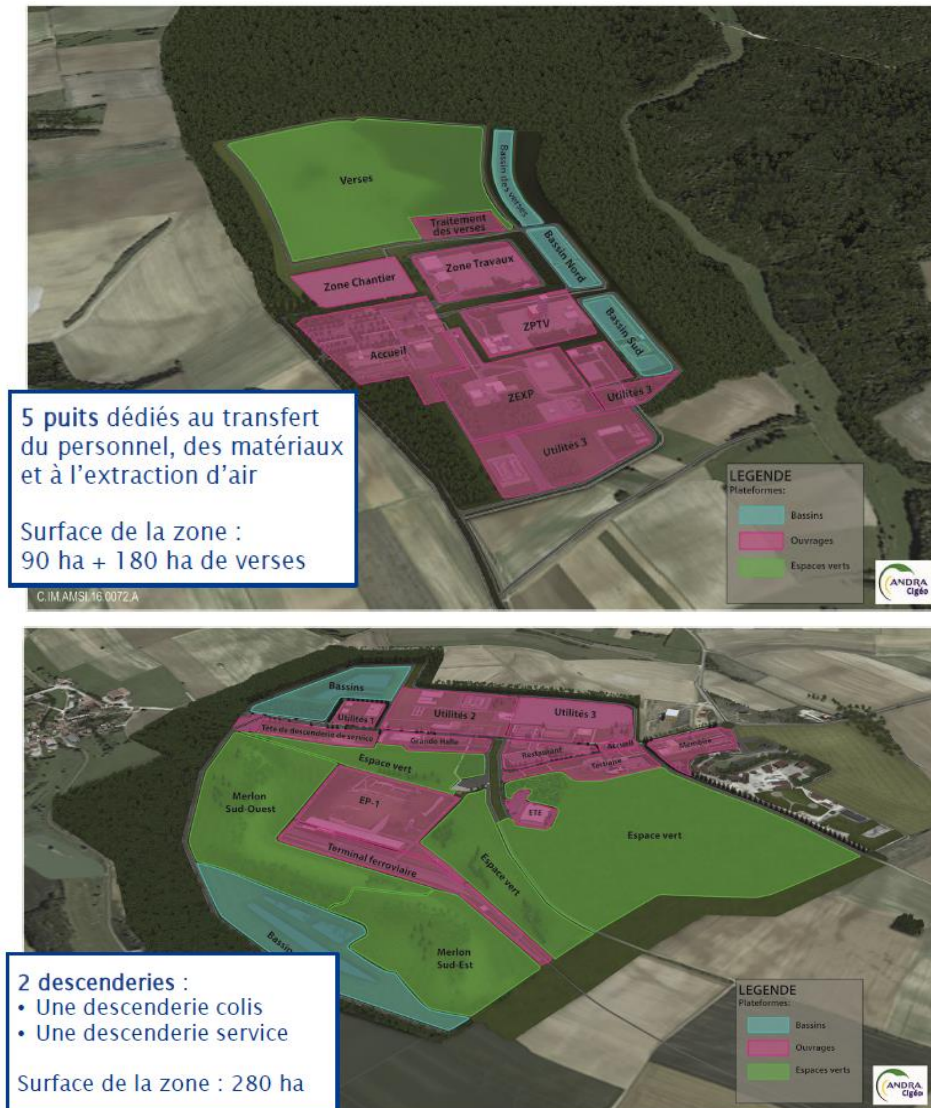 Verses
Bassin des verses
Traitement
des verses
Bassin Nord
Zone Travaux
Zone Chantier
Bassin Sud
ZPTV
Accueil
ZEXP
Utilités 3
Utilités 3
5 puits dédiés au transfert
du personnel, des matériaux
et à l'extraction d'air
Surface de la zone :
90 ha + 180 ha de verses
C.IM.AMSI.16.0072.A
LEGENDE
Plateformes:
Bassins
Ouvrages
Espaces verts
ANDRA
Cigéo
Bassins
Utilités 1
Utilités 2
Utilités 3
Tête de descenderie de service
Grande Halle
Restaurant
Accueil
Tertiaire
Espace vert
Merlon
Sud-Ouest
EP-1
ETE
Espace vert
Terminal ferroviaire
Espace vert
Bassin
Merlon
Sud-Est
2 descenderies :
• Une descenderie colis
• Une descenderie service
Surface de la zone : 280 ha
LEGENDE
Plateformes:
Bassins
Ouvrages
Espaces verts
ANDRA
Cigéo